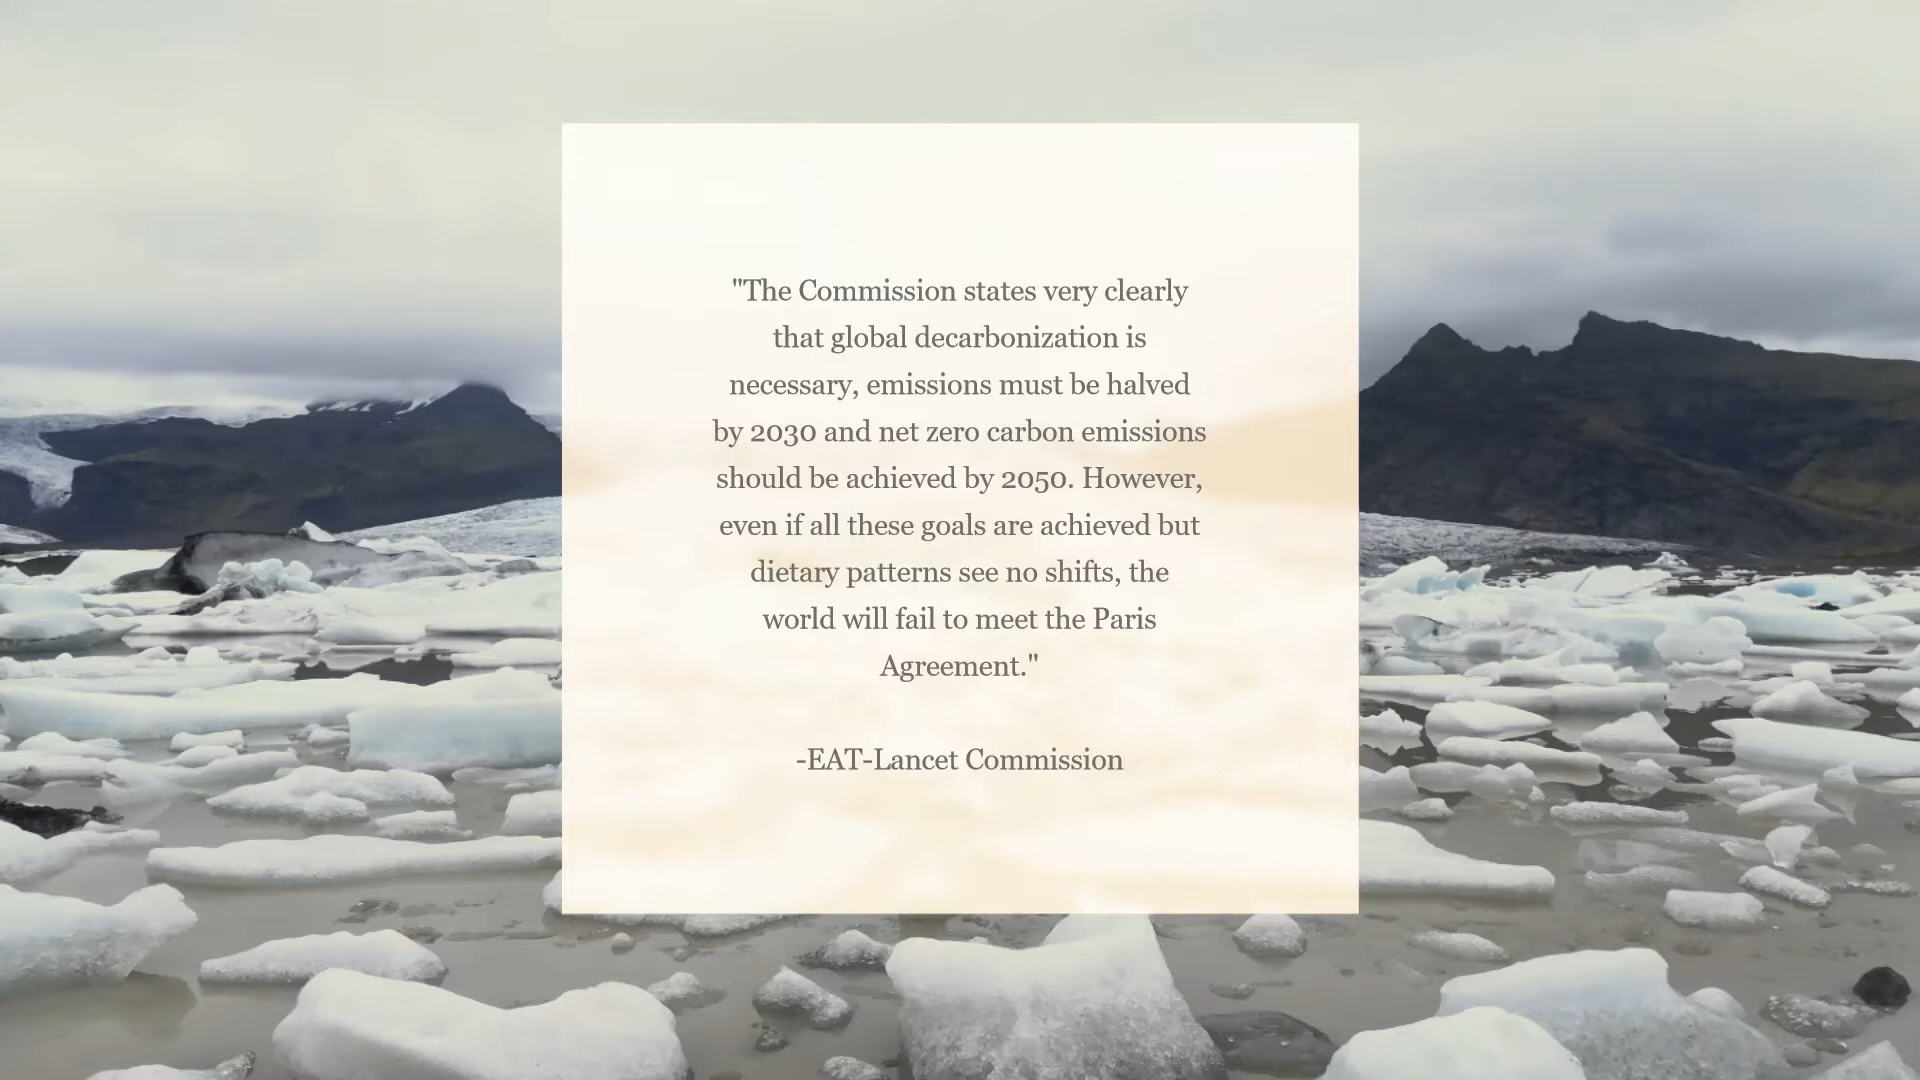 "The Commission states very clearly
that global decarbonization is
necessary, emissions must be halved
by 2030 and net zero carbon emissions
should be achieved by 2050. However,
even if all these goals are achieved but
dietary patterns see no shifts, the
world will fail to meet the Paris
Agreement."
-EAT-Lancet Commission